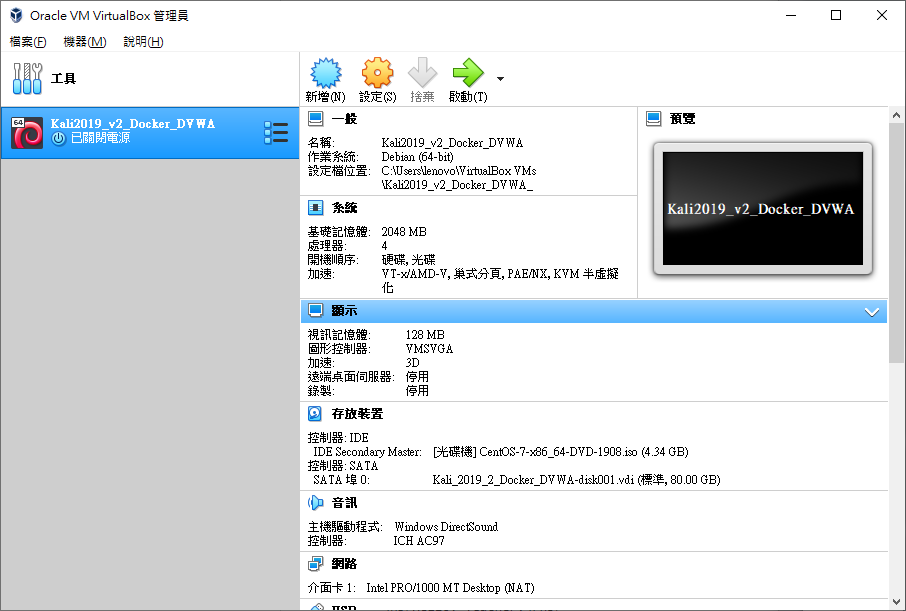 Oracle VM VirtualBox 管理員
檔案(F) 機器(M) 說明(H)
工具
新增(N) 設定(S) 捨棄 啟動(T)
64
Kali2019_v2_Docker_DVWA
已關閉電源
一般
名稱: Kali2019_v2_Docker_DVWA
作業系統: Debian (64-bit)
設定檔位置: C:\Users\lenovo\VirtualBox VMs
\Kali2019_v2_Docker_DVWA_
預覽
Kali2019_v2_Docker_DVWA
系統
基礎記憶體: 2048 MB
處理器: 4
開機順序: 硬碟, 光碟
加速: VT-x/AMD-V, 巢式分頁, PAE/NX, KVM 半虛擬
化
顯示
視訊記憶體: 128 MB
圖形控制器: VMSVGA
加速: 3D
遠端桌面伺服器: 停用
錄製: 停用
存放裝置
控制器: IDE
IDE Secondary Master: [光碟機] CentOS-7-x86_64-DVD-1908.iso (4.34 GB)
控制器: SATA
SATA 埠 0: Kali_2019_2_Docker_DVWA-disk001.vdi (標準, 80.00 GB)
音訊
主機驅動程式: Windows DirectSound
控制器: ICH AC97
網路
介面卡 1: Intel PRO/1000 MT Desktop (NAT)
USB